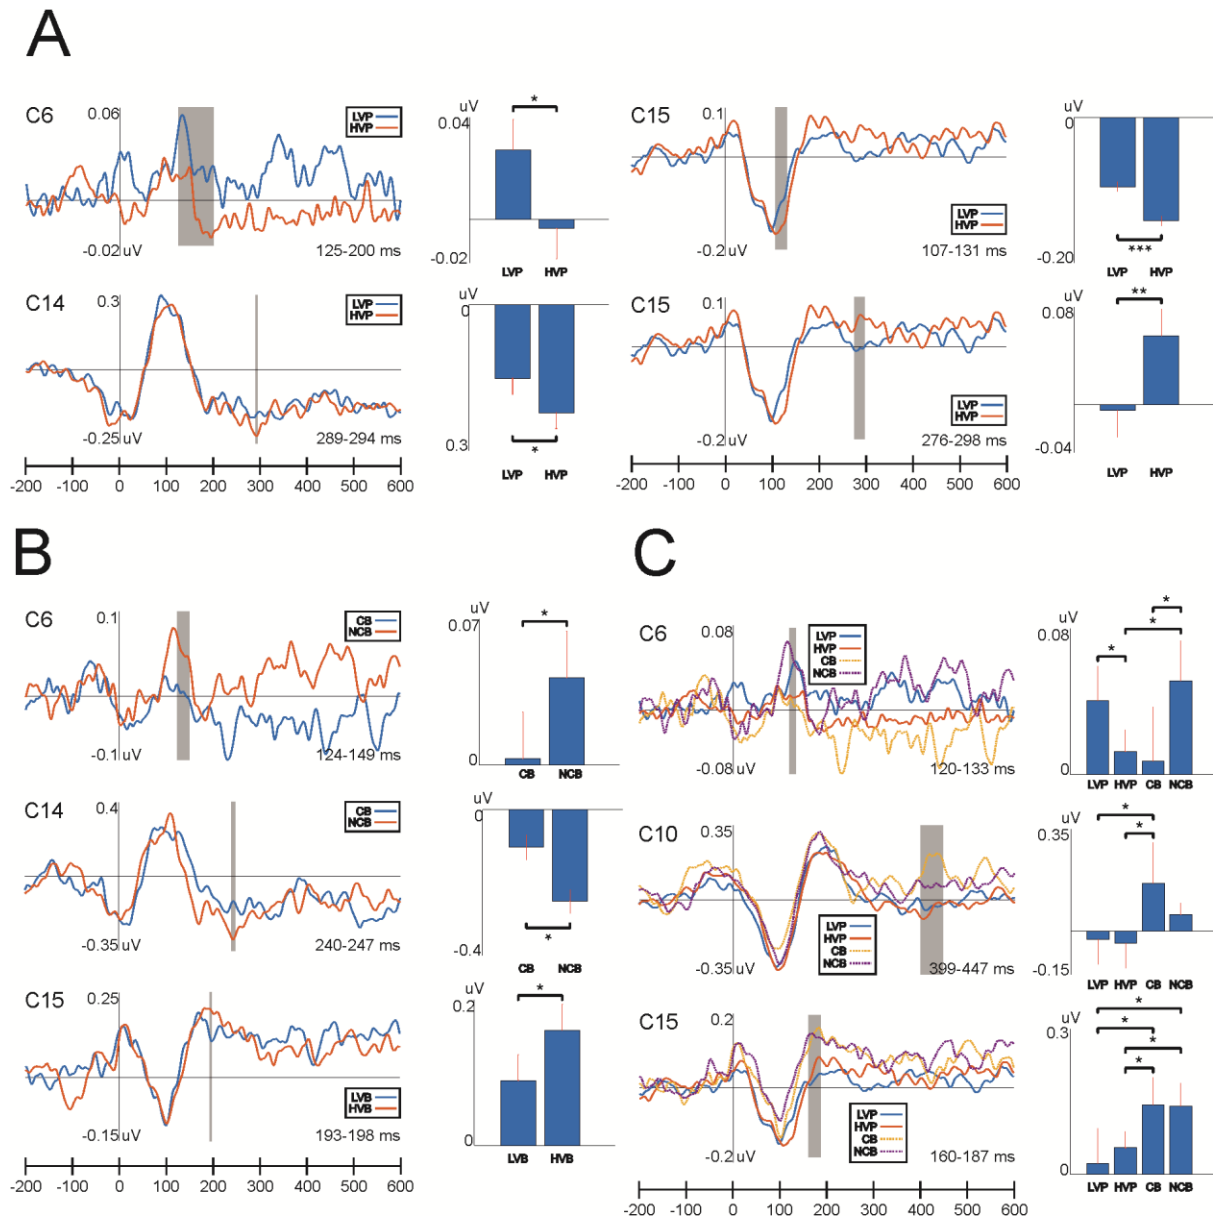 A
C6
0.06
LVP
HVP
-0.02 uV
125-200 ms
uV
0.04
*
-0.02
LVP HVP
C15
0.1
LVP
HVP
-0.2 uV
107-131 ms
uV
0
***
-0.20
LVP HVP
C14
0.3
LVP
HVP
-0.25 uV
289-294 ms
uV
0
*
0.3
LVP HVP
C15
0.1
LVP
HVP
-0.2 uV
276-298 ms
uV
0.08
**
-0.04
LVP HVP
-200 -100 0 100 200 300 400 500 600
-200 -100 0 100 200 300 400 500 600
B
C6
0.1
CB
NCB
-0.1 uV
124-149 ms
uV
0.07
*
0
CB NCB
C14
0.4
CB
NCB
-0.35 uV
240-247 ms
uV
0
*
-0.4
CB NCB
C15
0.25
LVB
HVB
-0.15 uV
193-198 ms
uV
0.2
*
0
LVB HVB
-200 -100 0 100 200 300 400 500 600
C
C6
0.08
LVP
HVP
CB
NCB
-0.08 uV
120-133 ms
uV
0.08
*
*
*
0
LVP HVP CB NCB
C10
0.35
LVP
HVP
CB
NCB
-0.35 uV
399-447 ms
uV
0.35
*
*
-0.15
LVP HVP CB NCB
C15
0.2
LVP
HVP
CB
NCB
-0.2 uV
160-187 ms
uV
0.3
*
*
*
*
0
LVP HVP CB NCB
-200 -100 0 100 200 300 400 500 600